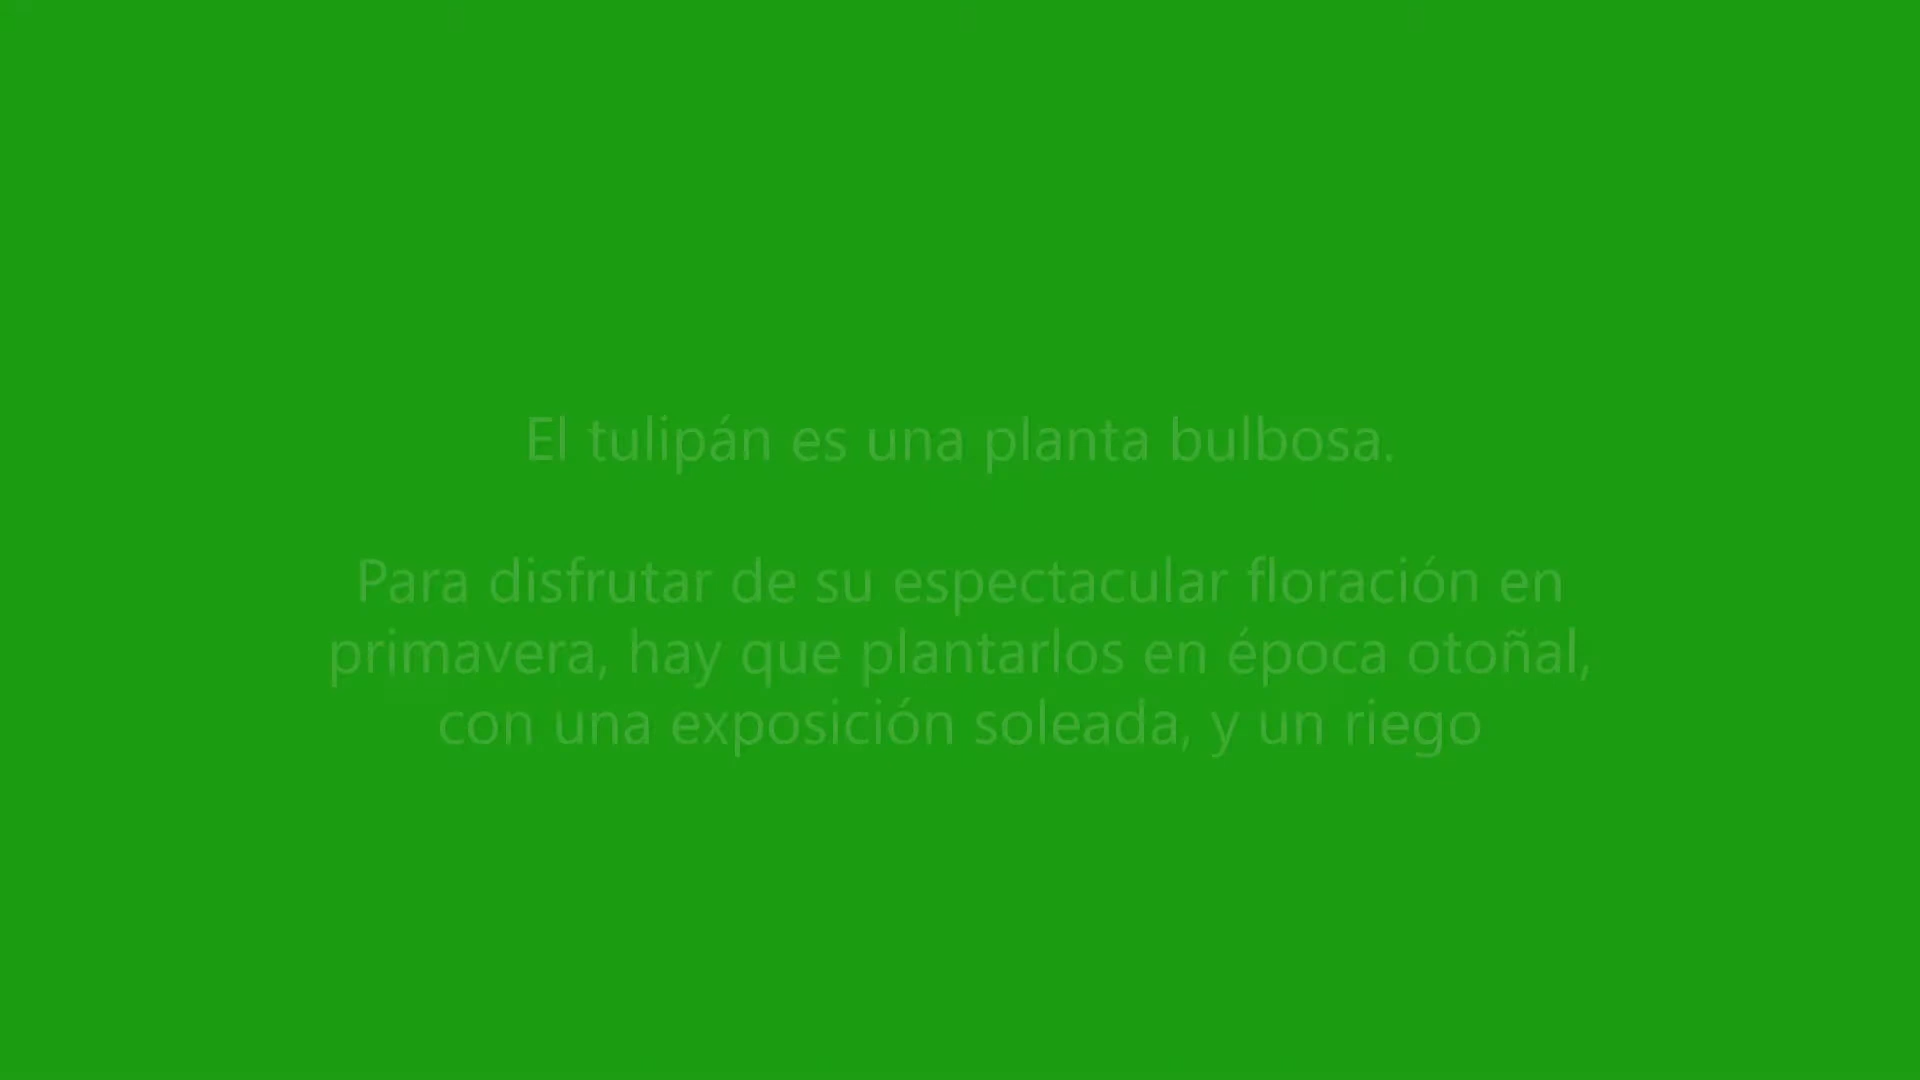 El tulipán es una planta bulbosa.
Para disfrutar de su espectacular floración en
primavera, hay que plantarlos en época otoñal,
con una exposición soleada, y un riego